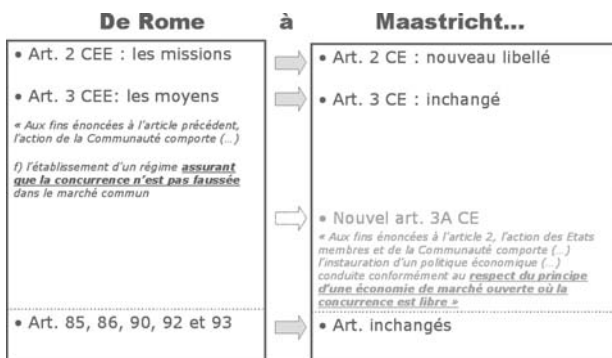 De Rome à Maastricht...
• Art. 2 CEE : les missions
• Art. 3 CEE: les moyens
« Aux fins énoncées à l'article précédent,
l'action de la Communauté comporte (...)
f) l'établissement d'un régime assurant
que la concurrence n'est pas faussée
dans le marché commun
• Art. 85, 86, 90, 92 et 93
• Art. 2 CE : nouveau libellé
• Art. 3 CE : inchangé
• Nouvel art. 3A CE
« Aux fins énoncées à l'article 2, l'action des Etats
membres et de la Communauté comporte (...)
l'instauration d'un politique économique (...)
conduite conformément au respect du principe
d'une économie de marché ouverte où la
concurrence est libre »
• Art. inchangés